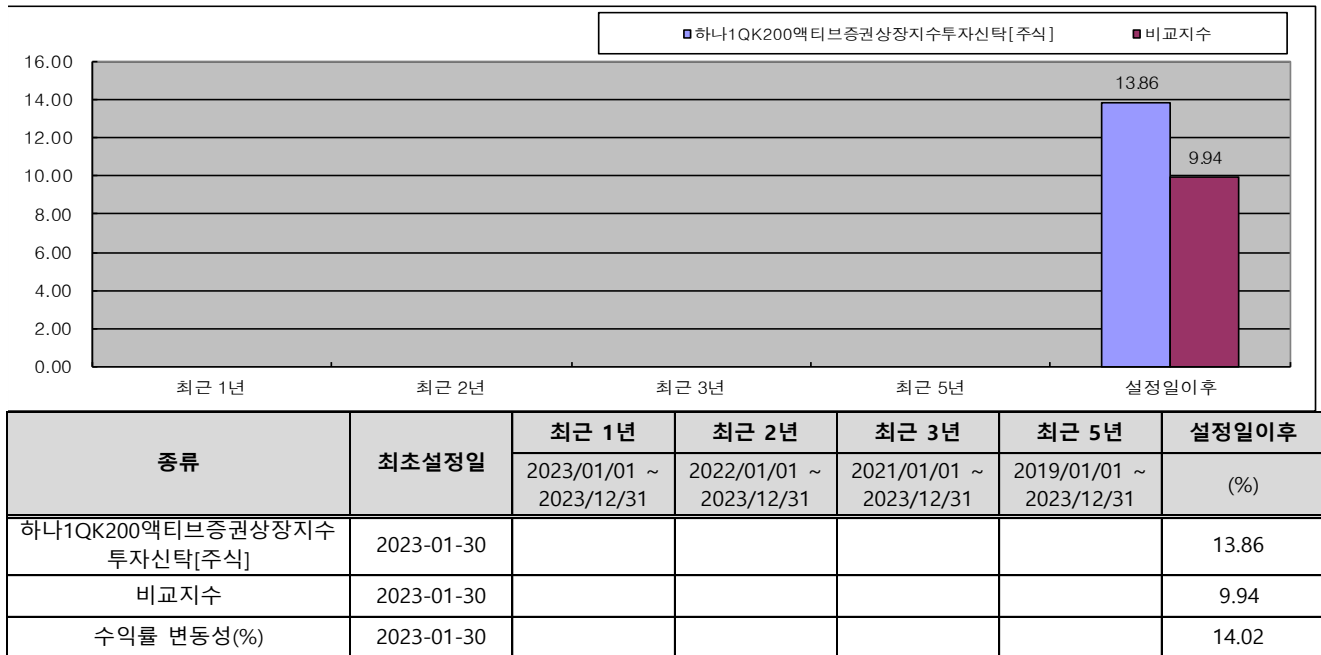 하나1QK200액티브증권상장지수투자신탁[주식] 비교지수
16.00
14.00
12.00
10.00
8.00
6.00
4.00
2.00
0.00
13.86
9.94
최근 1년 최근 2년 최근 3년 최근 5년 설정일이후
종류 최초설정일 최근 1년 최근 2년 최근 3년 최근 5년 설정일이후
2023/01/01 ~ 2022/01/01 ~ 2021/01/01 ~ 2019/01/01 ~ (%)
2023/12/31 2023/12/31 2023/12/31 2023/12/31
하나1QK200액티브증권상장지수
투자신탁[주식] 2023-01-30 13.86
비교지수 2023-01-30 9.94
수익률 변동성(%) 2023-01-30 14.02